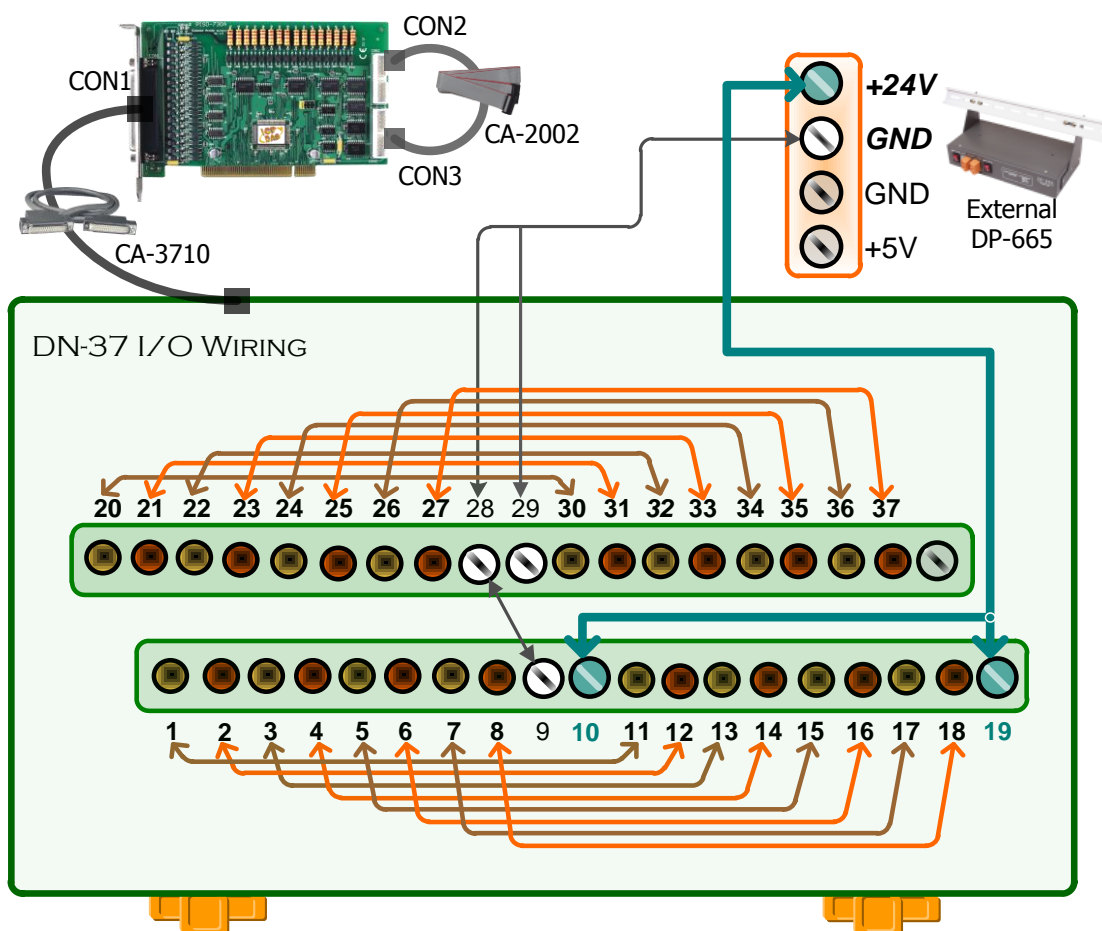 PISO-730A
CON2
CON1
CA-2002
CON3
CA-3710
+24V
GND
GND
+5V
External
DP-665
DN-37 I/O WIRING
20 21 22 23 24 25 26 27 28 29 30 31 32 33 34 35 36 37
1 2 3 4 5 6 7 8 9 10 11 12 13 14 15 16 17 18 19